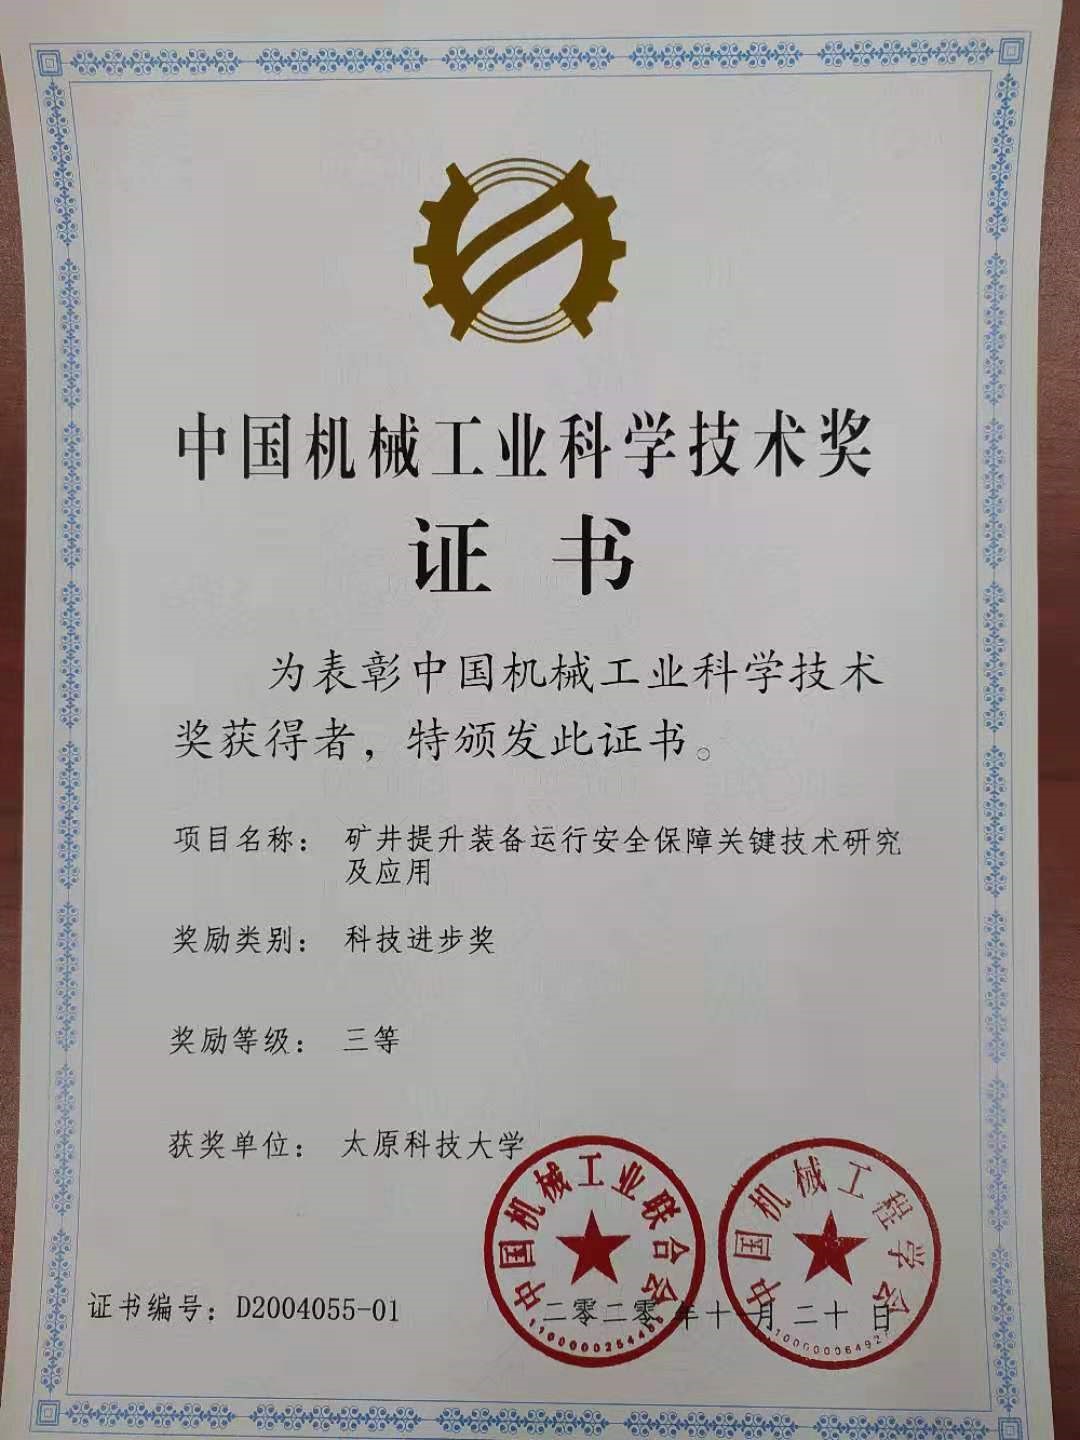 中国机械工业科学技术奖
证 书
为表彰中国机械工业科学技术
奖获得者，特颁发此证书。
项目名称： 矿井提升装备运行安全保障关键技术研究
及应用
奖励类别： 科技进步奖
奖励等级： 三等
获奖单位： 太原科技大学
中国机械工业联合会
中国机械工程学会
证书编号：D2004055-01
二零二零 年十一月二十 日